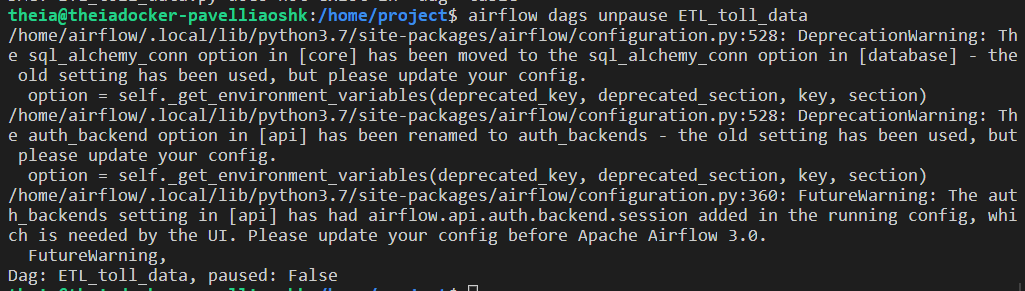 theia@theiadocker-pavelliaoshk:/home/project$ airflow dags unpause ETL_toll_data
/home/airflow/.local/lib/python3.7/site-packages/airflow/configuration.py:528: DeprecationWarning: Th
e sql_alchemy_conn option in [core] has been moved to the sql_alchemy_conn option in [database] - the
 old setting has been used, but please update your config.
  option = self._get_environment_variables(deprecated_key, deprecated_section, key, section)
/home/airflow/.local/lib/python3.7/site-packages/airflow/configuration.py:528: DeprecationWarning: Th
e auth_backend option in [api] has been renamed to auth_backends - the old setting has been used, but
 please update your config.
  option = self._get_environment_variables(deprecated_key, deprecated_section, key, section)
/home/airflow/.local/lib/python3.7/site-packages/airflow/configuration.py:360: FutureWarning: The aut
h_backends setting in [api] has had airflow.api.auth.backend.session added in the running config, whi
ch is needed by the UI. Please update your config before Apache Airflow 3.0.
  FutureWarning,
Dag: ETL_toll_data, paused: False